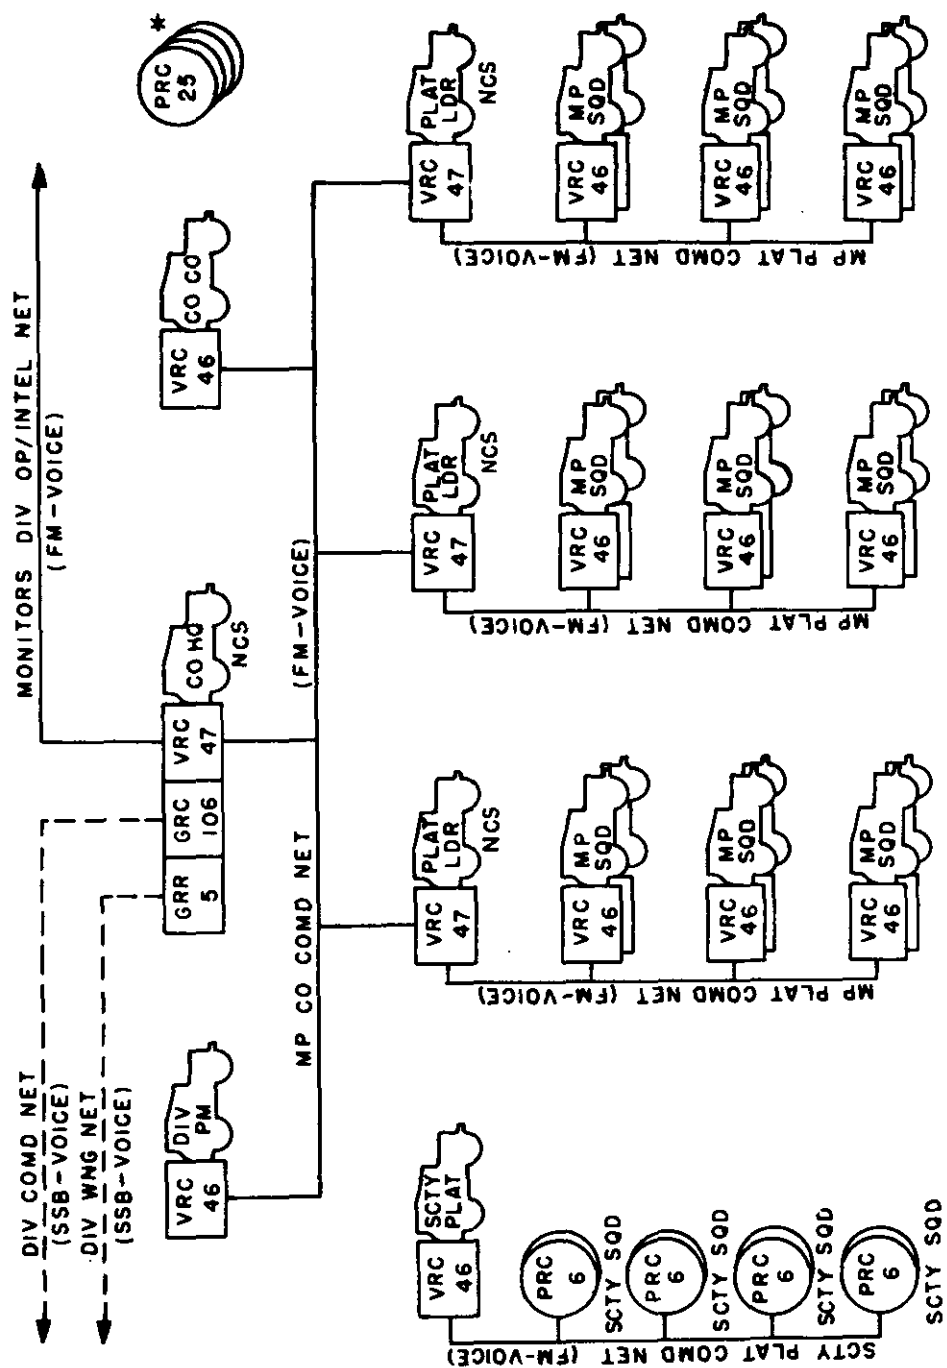 DIV COMD NET
(SSB-VOICE)
DIV WNG NET
(SSB-VOICE)
MONITORS DIV OP/INTEL NET
(FM-VOICE)
VRC
46
DIV
PM
GRR
5
GRC
106
VRC
47
CO HQ
NCS
VRC
46
CO CO
PRC
25
*
MP CO COMD NET
(FM-VOICE)
VRC
46
SCTY
PLAT
PRC
6
SCTY SQD
PRC
6
SCTY SQD
PRC
6
SCTY SQD
PRC
6
SCTY SQD
SCTY PLAT COMD NET (FM-VOICE)
VRC
47
PLAT
LDR
NCS
VRC
46
MP
SQD
VRC
46
MP
SQD
VRC
46
MP
SQD
MP PLAT COMD NET (FM-VOICE)
VRC
47
PLAT
LDR
NCS
VRC
46
MP
SQD
VRC
46
MP
SQD
VRC
46
MP
SQD
MP PLAT COMD NET (FM-VOICE)
VRC
47
PLAT
LDR
NCS
VRC
46
MP
SQD
VRC
46
MP
SQD
VRC
46
MP
SQD
MP PLAT COMD NET (FM-VOICE)